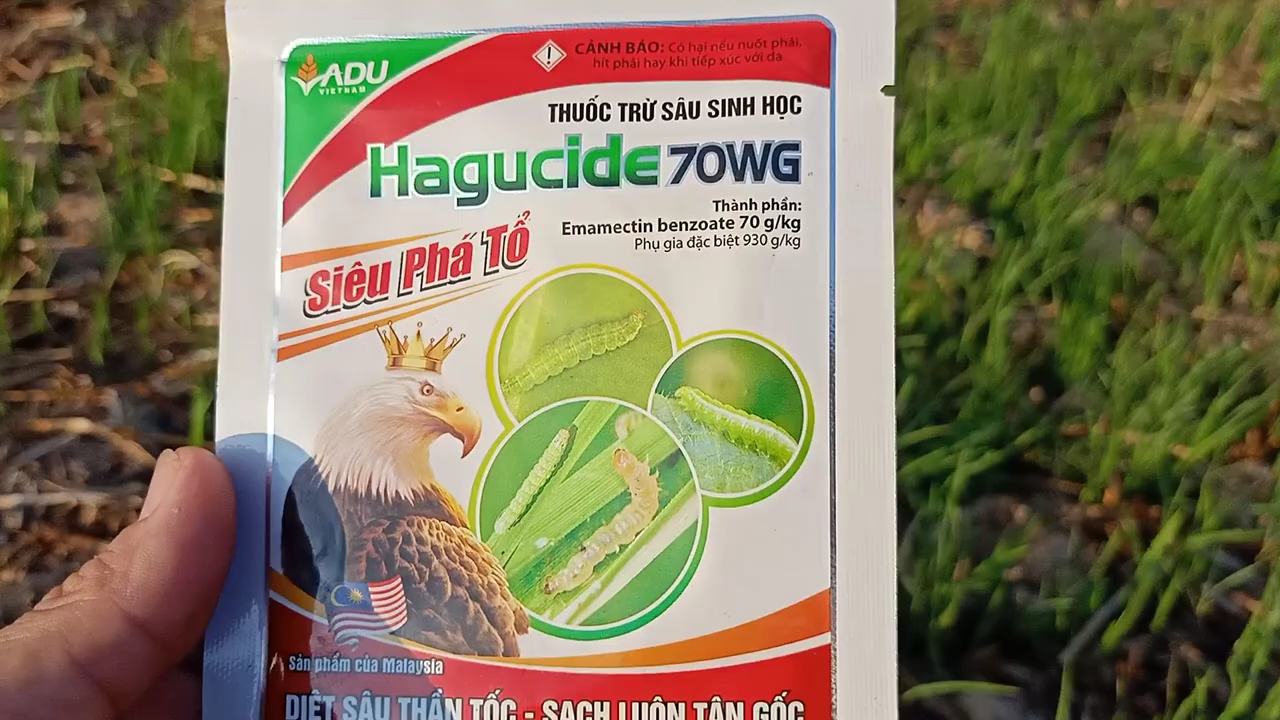 ADU
VIETNAM
CẢNH BÁO: Có hại nếu nuốt phải,
hít phải hay khi tiếp xúc với da
THUỐC TRỪ SÂU SINH HỌC
Hagucide 70WG
Thành phần:
Emamectin benzoate 70 g/kg
Phụ gia đặc biệt 930 g/kg
Siêu Phá Tổ
Sản phẩm của Malaysia
DIỆT SÂU THẦN TỐC - SẠCH LUÔN TẬN GỐC